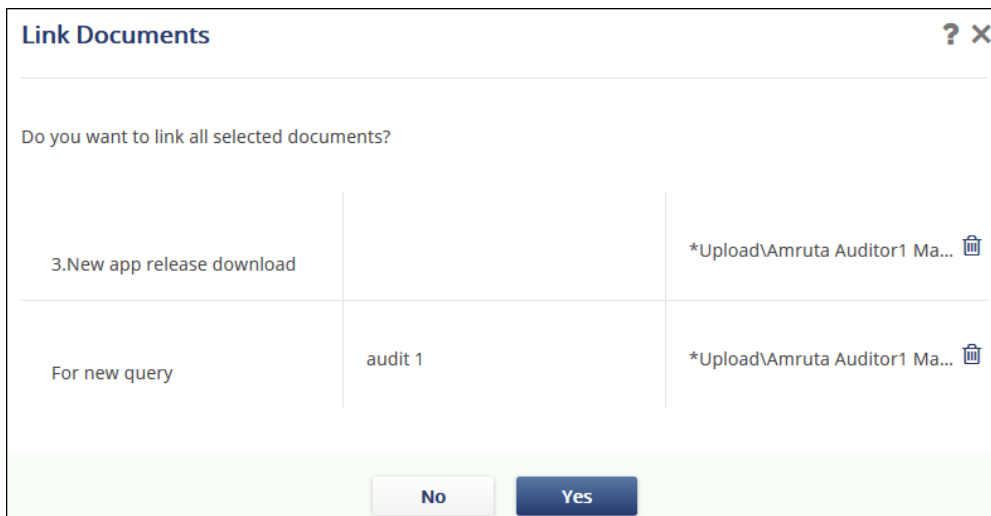 Link Documents
?
Do you want to link all selected documents?
3.New app release download
*Upload\Amruta Auditor1 Ma...
For new query
audit 1
*Upload\Amruta Auditor1 Ma...
No
Yes